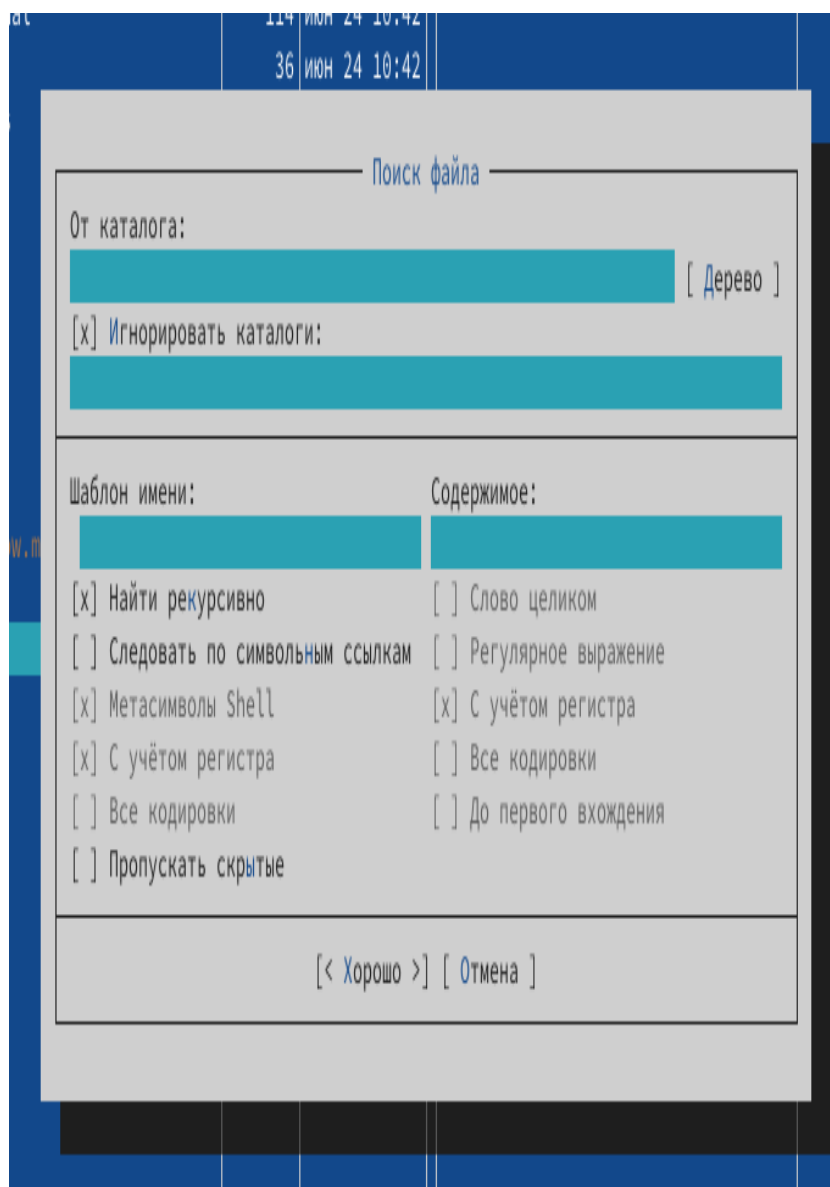 114 июн 24 10:42
36 июн 24 10:42
Поиск файла
От каталога:
[ Дерево ]
[x] Игнорировать каталоги:
Шаблон имени: Содержимое:
[x] Найти рекурсивно [ ] Слово целиком
[ ] Следовать по символьным ссылкам [ ] Регулярное выражение
[x] Метасимволы Shell [x] С учётом регистра
[x] С учётом регистра [ ] Все кодировки
[ ] Все кодировки [ ] До первого вхождения
[ ] Пропускать скрытые
[< Хорошо >] [ Отмена ]